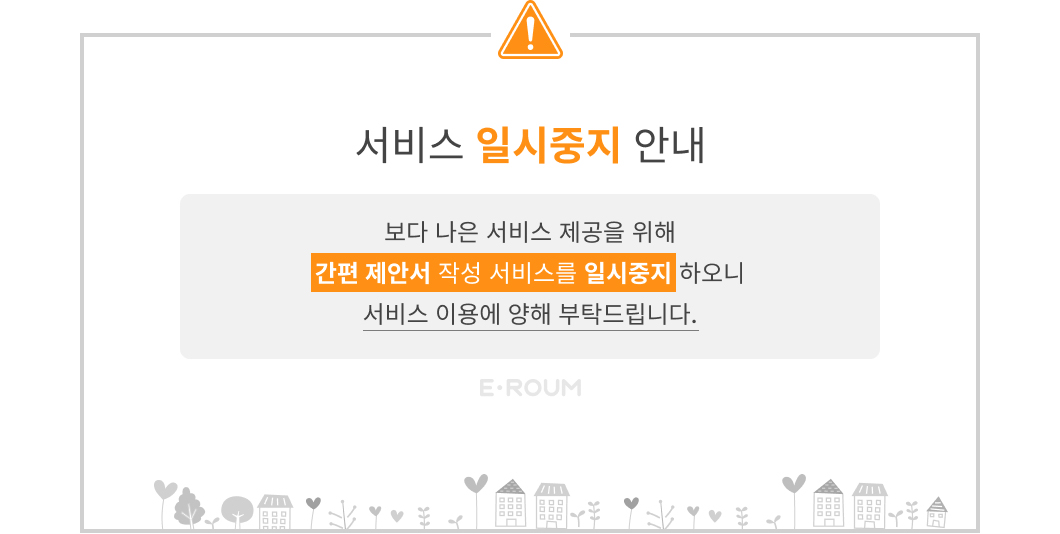 서비스 일시중지 안내
보다 나은 서비스 제공을 위해
간편 제안서 작성 서비스를 일시중지 하오니
서비스 이용에 양해 부탁드립니다.
E·ROUM